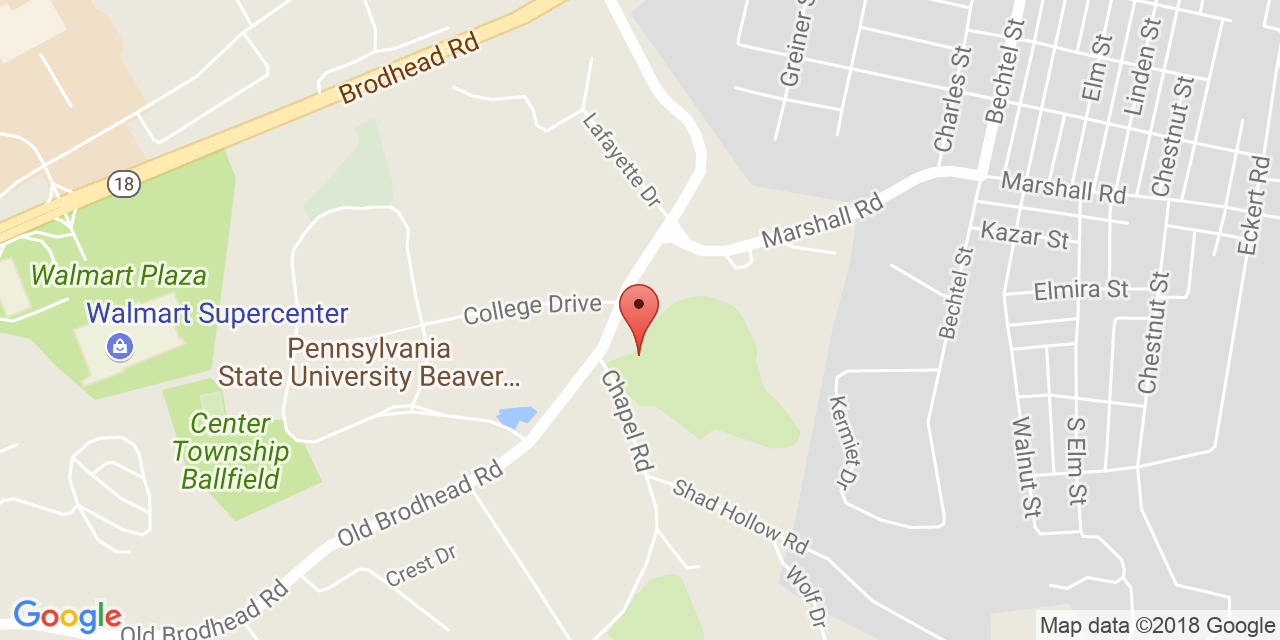 Brodhead Rd
Greiner S
Charles St
Bechtel St
Elm St
Linden St
Chestnut St
Lafayette Dr
18
Marshall Rd
Marshall Rd
Eckert Rd
Kazar St
Walmart Plaza
Walmart Supercenter
College Drive
Bechtel St
Elmira St
Chestnut St
Pennsylvania
State University Beaver...
Center
Township
Ballfield
Chapel Rd
Kermiet Dr
Walnut St
S Elm St
Old Brodhead Rd
Shad Hollow Rd
Crest Dr
Wolf Dr
Google
Old Brodhead Rd
Map data ©2018 Google